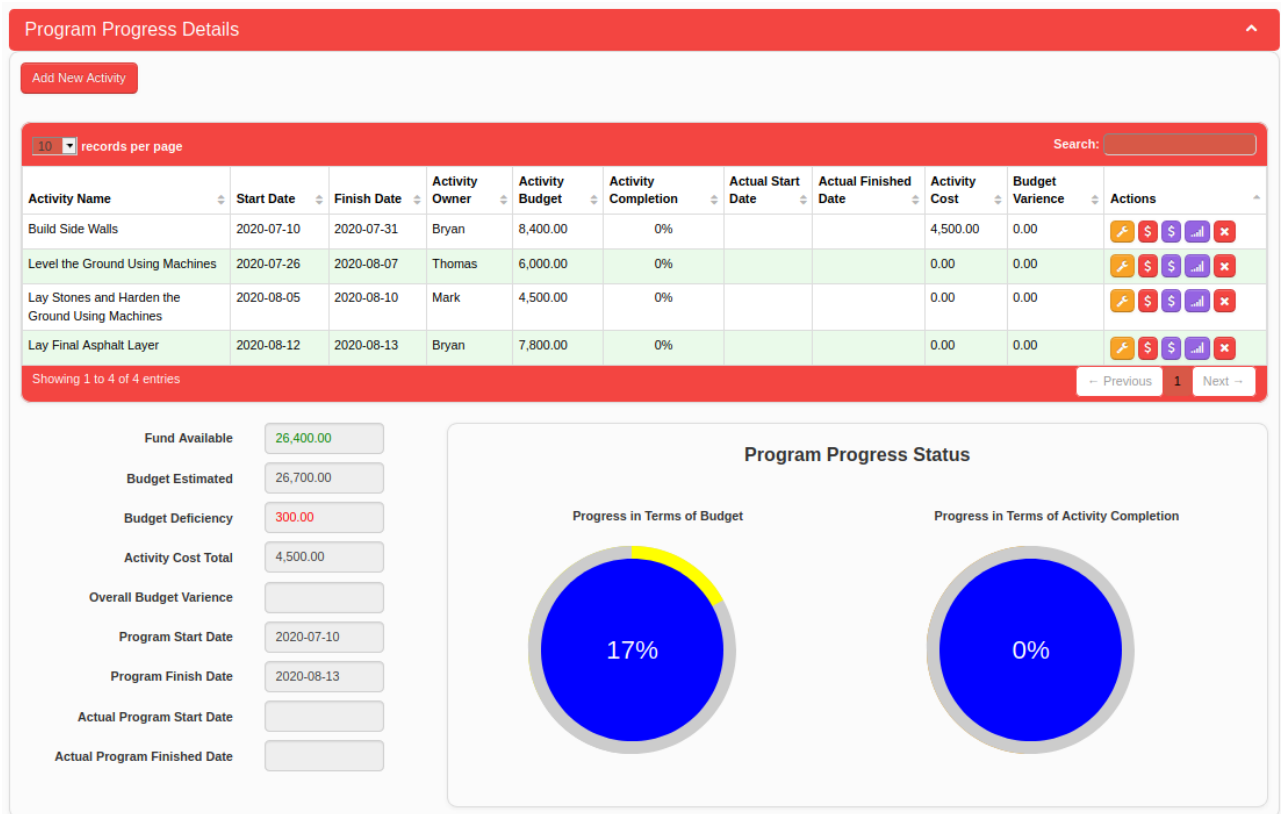 Program Progress Details
Add New Activity
10 records per page
Search:
Activity Name Start Date Finish Date Activity Owner Activity Budget Activity Completion Actual Start Date Actual Finished Date Activity Cost Budget Varience Actions
Build Side Walls 2020-07-10 2020-07-31 Bryan 8,400.00 0% 4,500.00 0.00
Level the Ground Using Machines 2020-07-26 2020-08-07 Thomas 6,000.00 0% 0.00 0.00
Lay Stones and Harden the Ground Using Machines 2020-08-05 2020-08-10 Mark 4,500.00 0% 0.00 0.00
Lay Final Asphalt Layer 2020-08-12 2020-08-13 Bryan 7,800.00 0% 0.00 0.00
Showing 1 to 4 of 4 entries
← Previous 1 Next →
Fund Available 26,400.00
Budget Estimated 26,700.00
Budget Deficiency 300.00
Activity Cost Total 4,500.00
Overall Budget Varience
Program Start Date 2020-07-10
Program Finish Date 2020-08-13
Actual Program Start Date
Actual Program Finished Date
Program Progress Status
Progress in Terms of Budget
17%
Progress in Terms of Activity Completion
0%